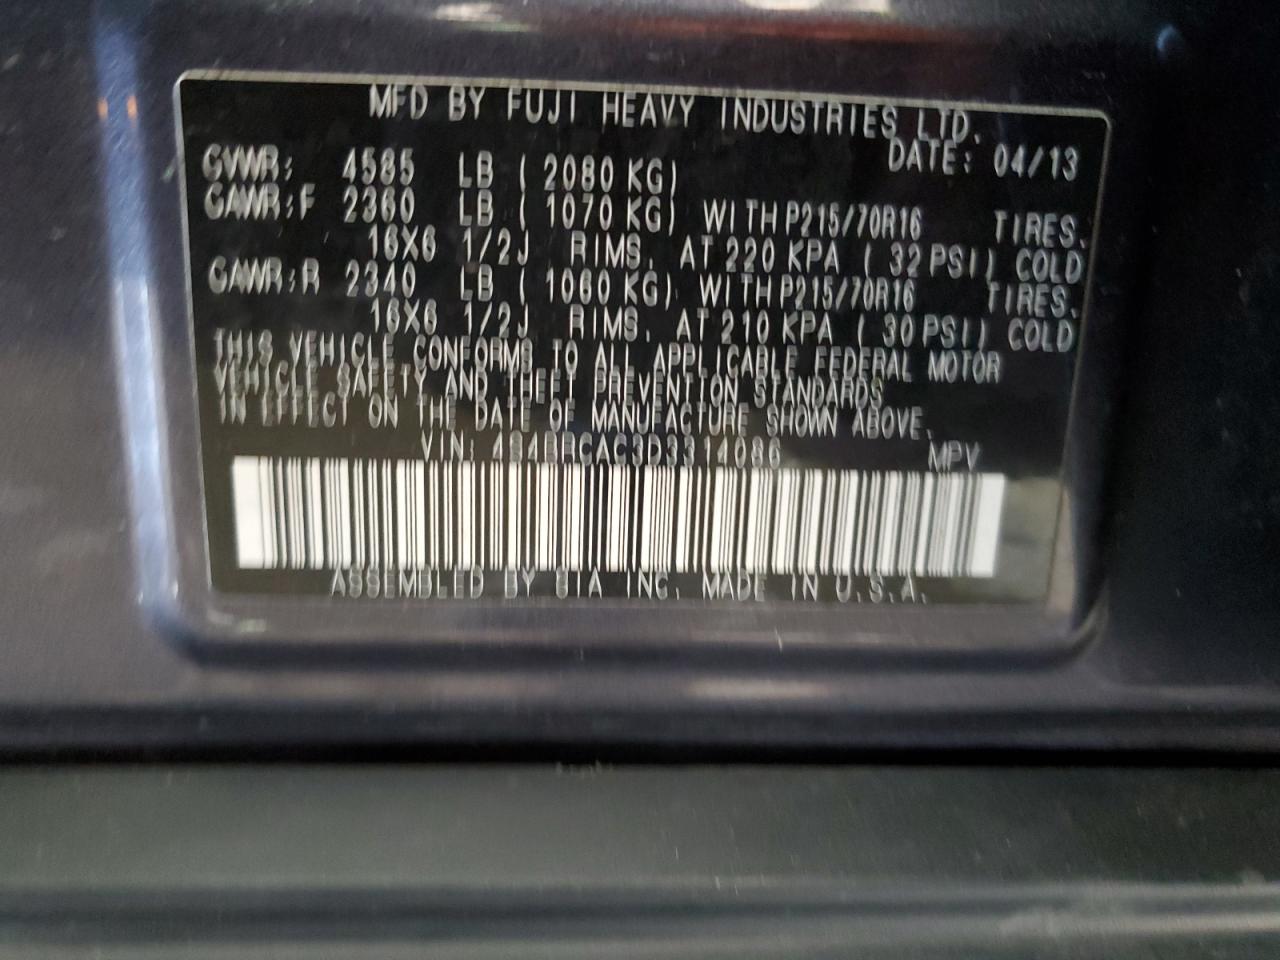 MFD BY FUJI HEAVY INDUSTRIES LTD.
DATE: 04/13
GVWR: 4585 LB ( 2080 KG)
GAWR:F 2360 LB ( 1070 KG) WITH P215/70R16 TIRES.
16X6 1/2J RIMS, AT 220 KPA ( 32 PSI) COLD
GAWR:R 2340 LB ( 1060 KG) WITH P215/70R16 TIRES.
16X6 1/2J RIMS, AT 210 KPA ( 30 PSI) COLD
THIS VEHICLE CONFORMS TO ALL APPLICABLE FEDERAL MOTOR
VEHICLE SAFETY AND THEFT PREVENTION STANDARDS
IN EFFECT ON THE DATE OF MANUFACTURE SHOWN ABOVE.
VIN: 4S4BRCAC3D3314086 MPV
ASSEMBLED BY SIA INC. MADE IN U.S.A.